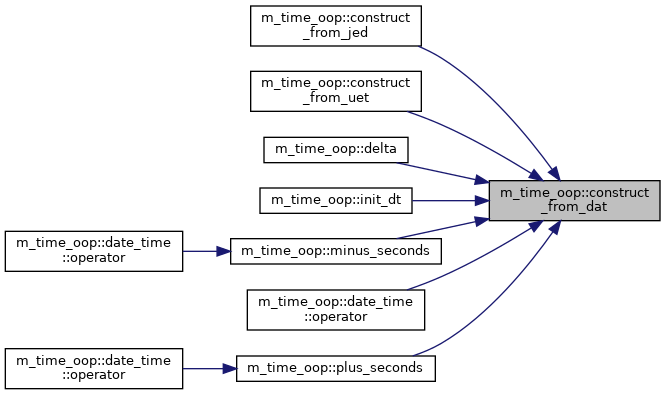 m_time_oop::construct
_from_jed
m_time_oop::construct
_from_uet
m_time_oop::delta
m_time_oop::construct
_from_dat
m_time_oop::init_dt
m_time_oop::date_time
::operator
m_time_oop::minus_seconds
m_time_oop::date_time
::operator
m_time_oop::date_time
::operator
m_time_oop::plus_seconds